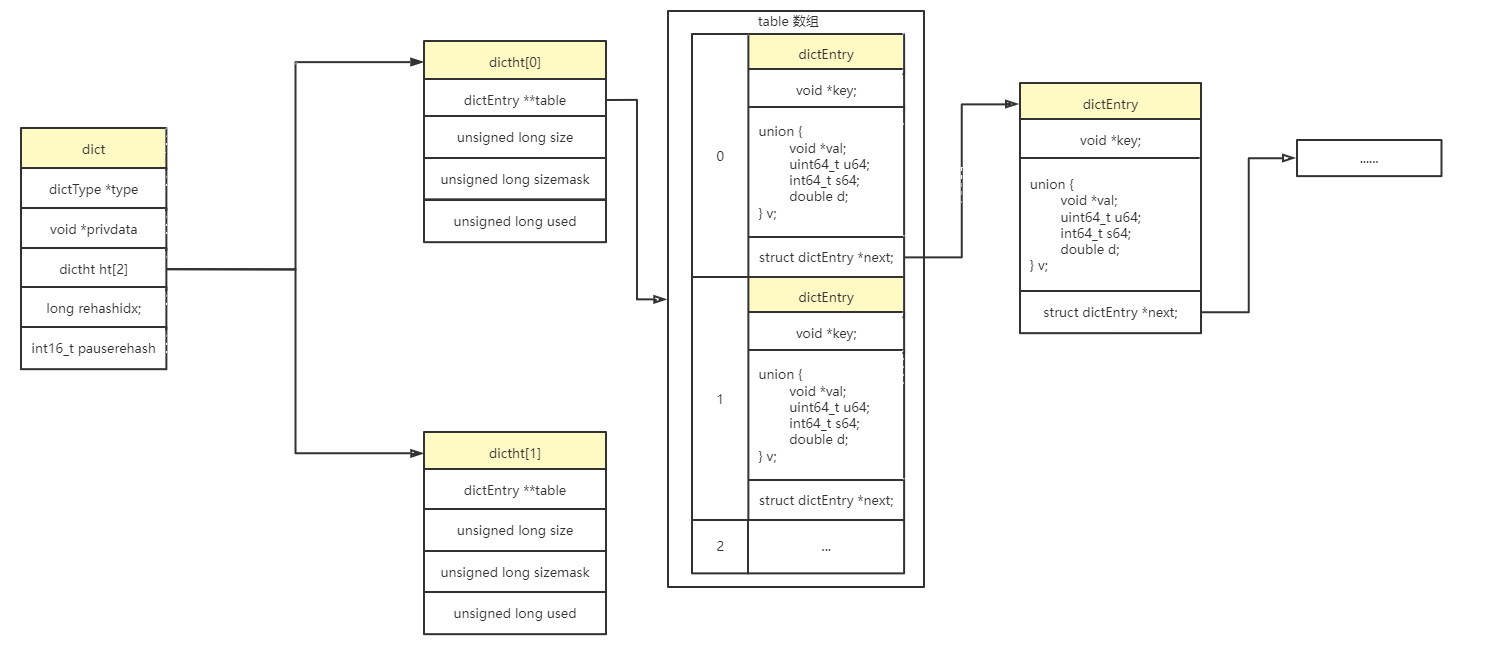 dict
dictType *type
void *privdata
dictht ht[2]
long rehashidx;
int16_t pauserehash
dictht[0]
dictEntry **table
unsigned long size
unsigned long sizemask
unsigned long used
dictht[1]
dictEntry **table
unsigned long size
unsigned long sizemask
unsigned long used
table 数组
0
dictEntry
void *key;
union {
void *val;
uint64_t u64;
int64_t s64;
double d;
} v;
struct dictEntry *next;
1
dictEntry
void *key;
union {
void *val;
uint64_t u64;
int64_t s64;
double d;
} v;
struct dictEntry *next;
2
...
dictEntry
void *key;
union {
void *val;
uint64_t u64;
int64_t s64;
double d;
} v;
struct dictEntry *next;
......